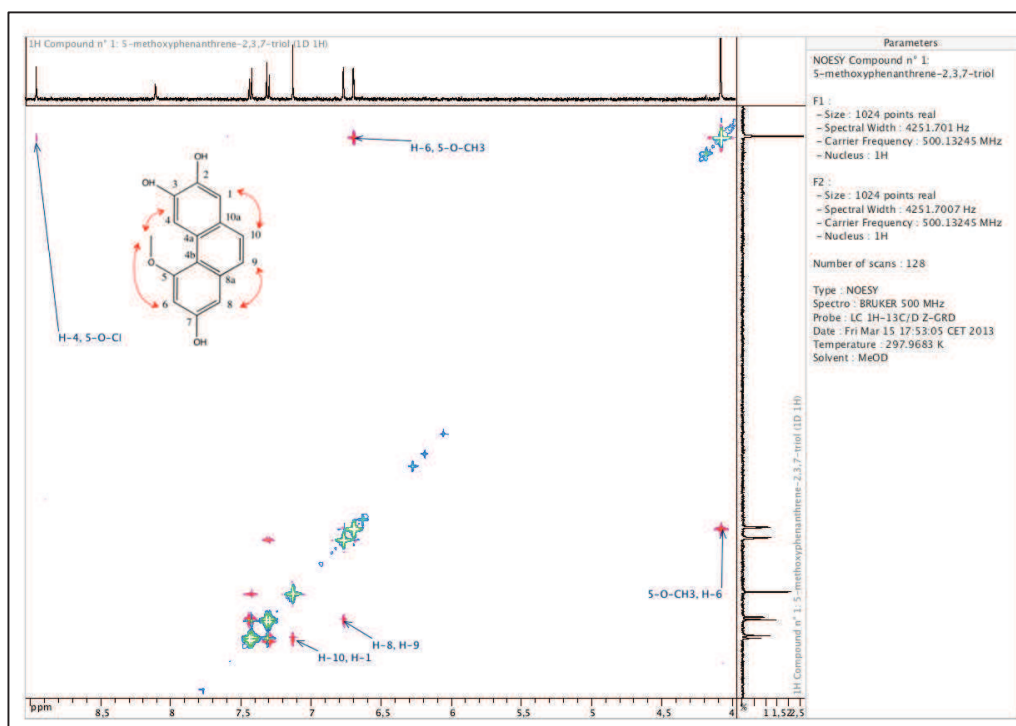 1H Compound n° 1: 5-methoxyphenanthrene-2,3,7-triol (1D 1H)
Parameters
NOESY Compound n° 1:
5-methoxyphenanthrene-2,3,7-triol
F1 :
- Size : 1024 points real
- Spectral Width : 4251.701 Hz
- Carrier Frequency : 500.13245 MHz
- Nucleus : 1H
F2 :
- Size : 1024 points real
- Spectral Width : 4251.7007 Hz
- Carrier Frequency : 500.13245 MHz
- Nucleus : 1H
Number of scans : 128
Type : NOESY
Spectro : BRUKER 500 MHz
Probe : LC 1H-13C/D Z-GRD
Date : Fri Mar 15 17:53:05 CET 2013
Temperature : 297.9683 K
Solvent : MeOD
H-6, 5-O-CH3
OH
HO
3
2
1
4
10a
4a
10
4b
9
O
5
8a
6
8
7
OH
H-4, 5-O-Cl
5-O-CH3, H-6
H-8, H-9
H-10, H-1
1H Compound n° 1: 5-methoxyphenanthrene-2,3,7-triol (1D 1H)
ppm 8,5 8 7,5 7 6,5 6 5,5 5 4,5 4 % 1 1,5 2 2,5